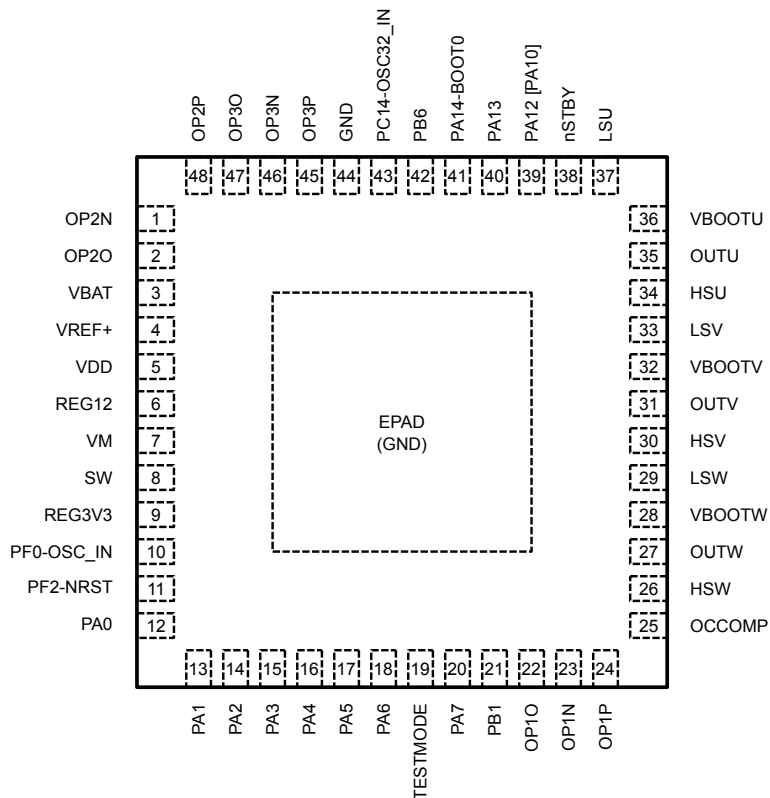 OP2P
OP3O
OP3N
OP3P
GND
PC14-OSC32_IN
PB6
PA14-BOOT0
PA13
PA12 [PA10]
nSTBY
LSU
48 47 46 45 44 43 42 41 40 39 38 37
OP2N 1
OP2O 2
VBAT 3
VREF+ 4
VDD 5
REG12 6
VM 7
SW 8
REG3V3 9
PF0-OSC_IN 10
PF2-NRST 11
PA0 12
EPAD
(GND)
36 VBOOTU
35 OUTU
34 HSU
33 LSV
32 VBOOTV
31 OUTV
30 HSV
29 LSW
28 VBOOTW
27 OUTW
26 HSW
25 OCCOMP
13 14 15 16 17 18 19 20 21 22 23 24
PA1
PA2
PA3
PA4
PA5
PA6
TESTMODE
PA7
PB1
OP1O
OP1N
OP1P